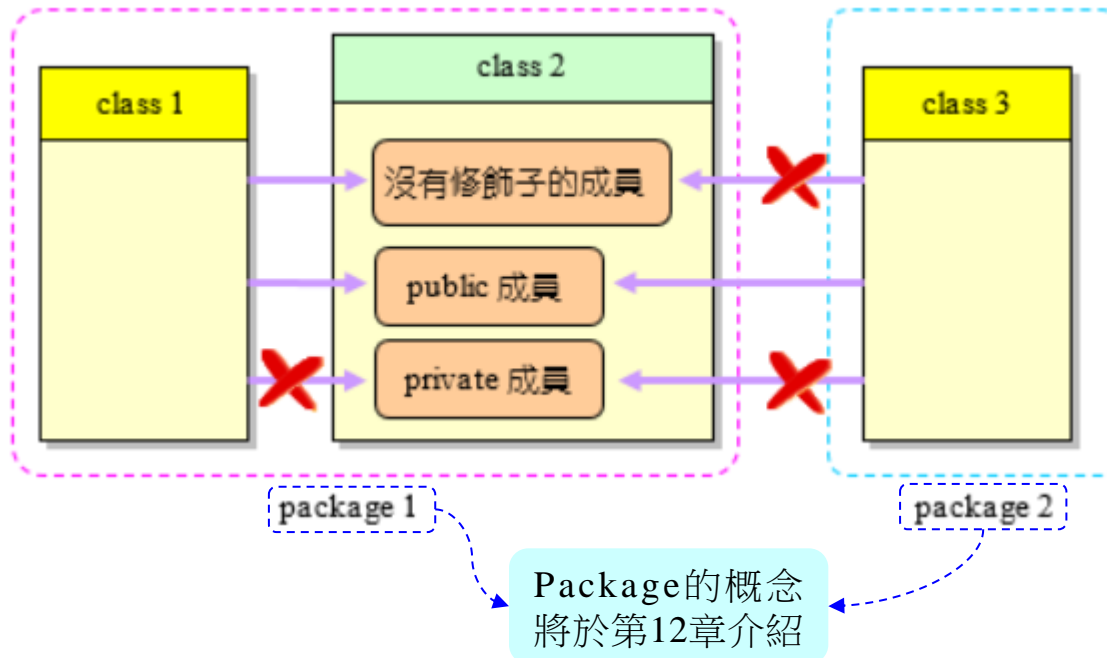 class 1
class 2
class 3
沒有修飾子的成員
public 成員
private 成員
package 1
package 2
Package的概念
將於第12章介紹